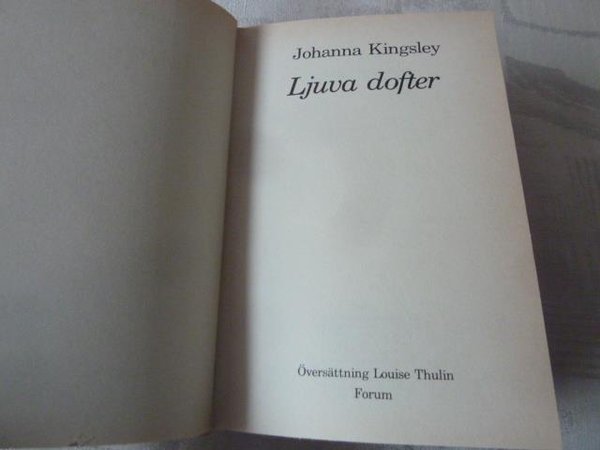 Johanna Kingsley
Ljuva dofter
Översättning Louise Thulin
Forum